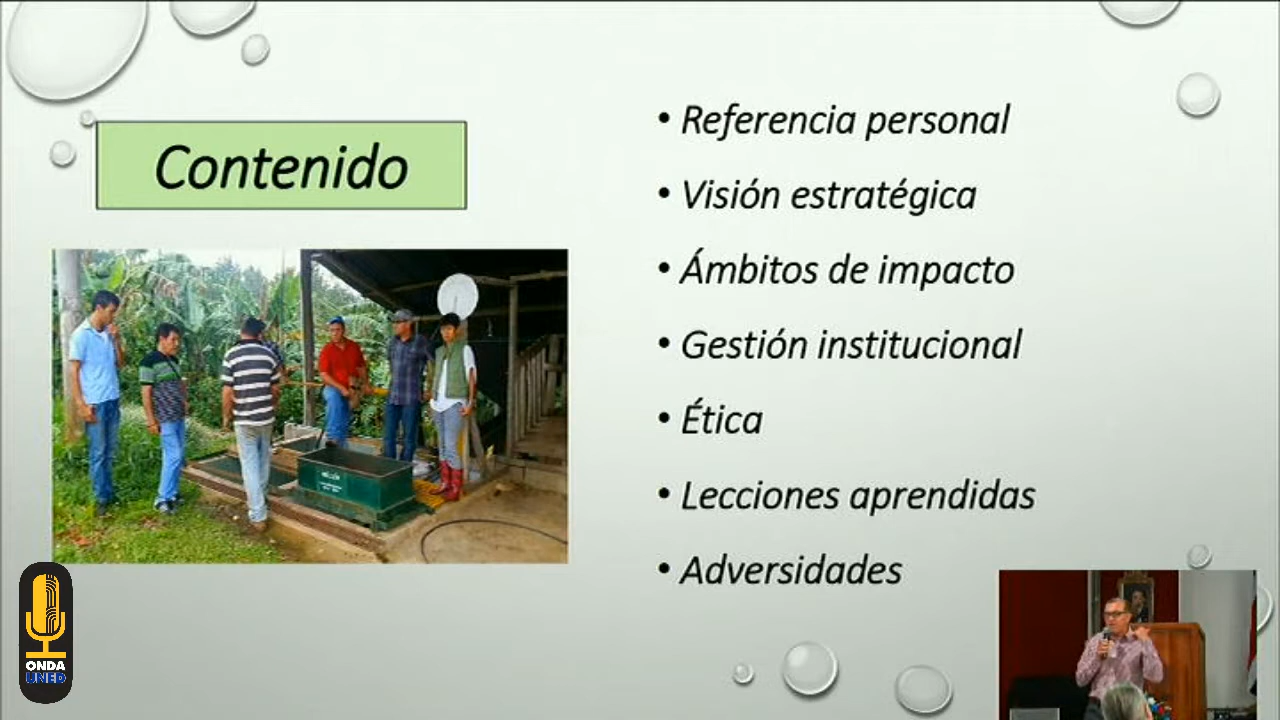 Contenido
• Referencia personal
• Visión estratégica
• Ámbitos de impacto
• Gestión institucional
• Ética
• Lecciones aprendidas
• Adversidades
ONDA
UNED